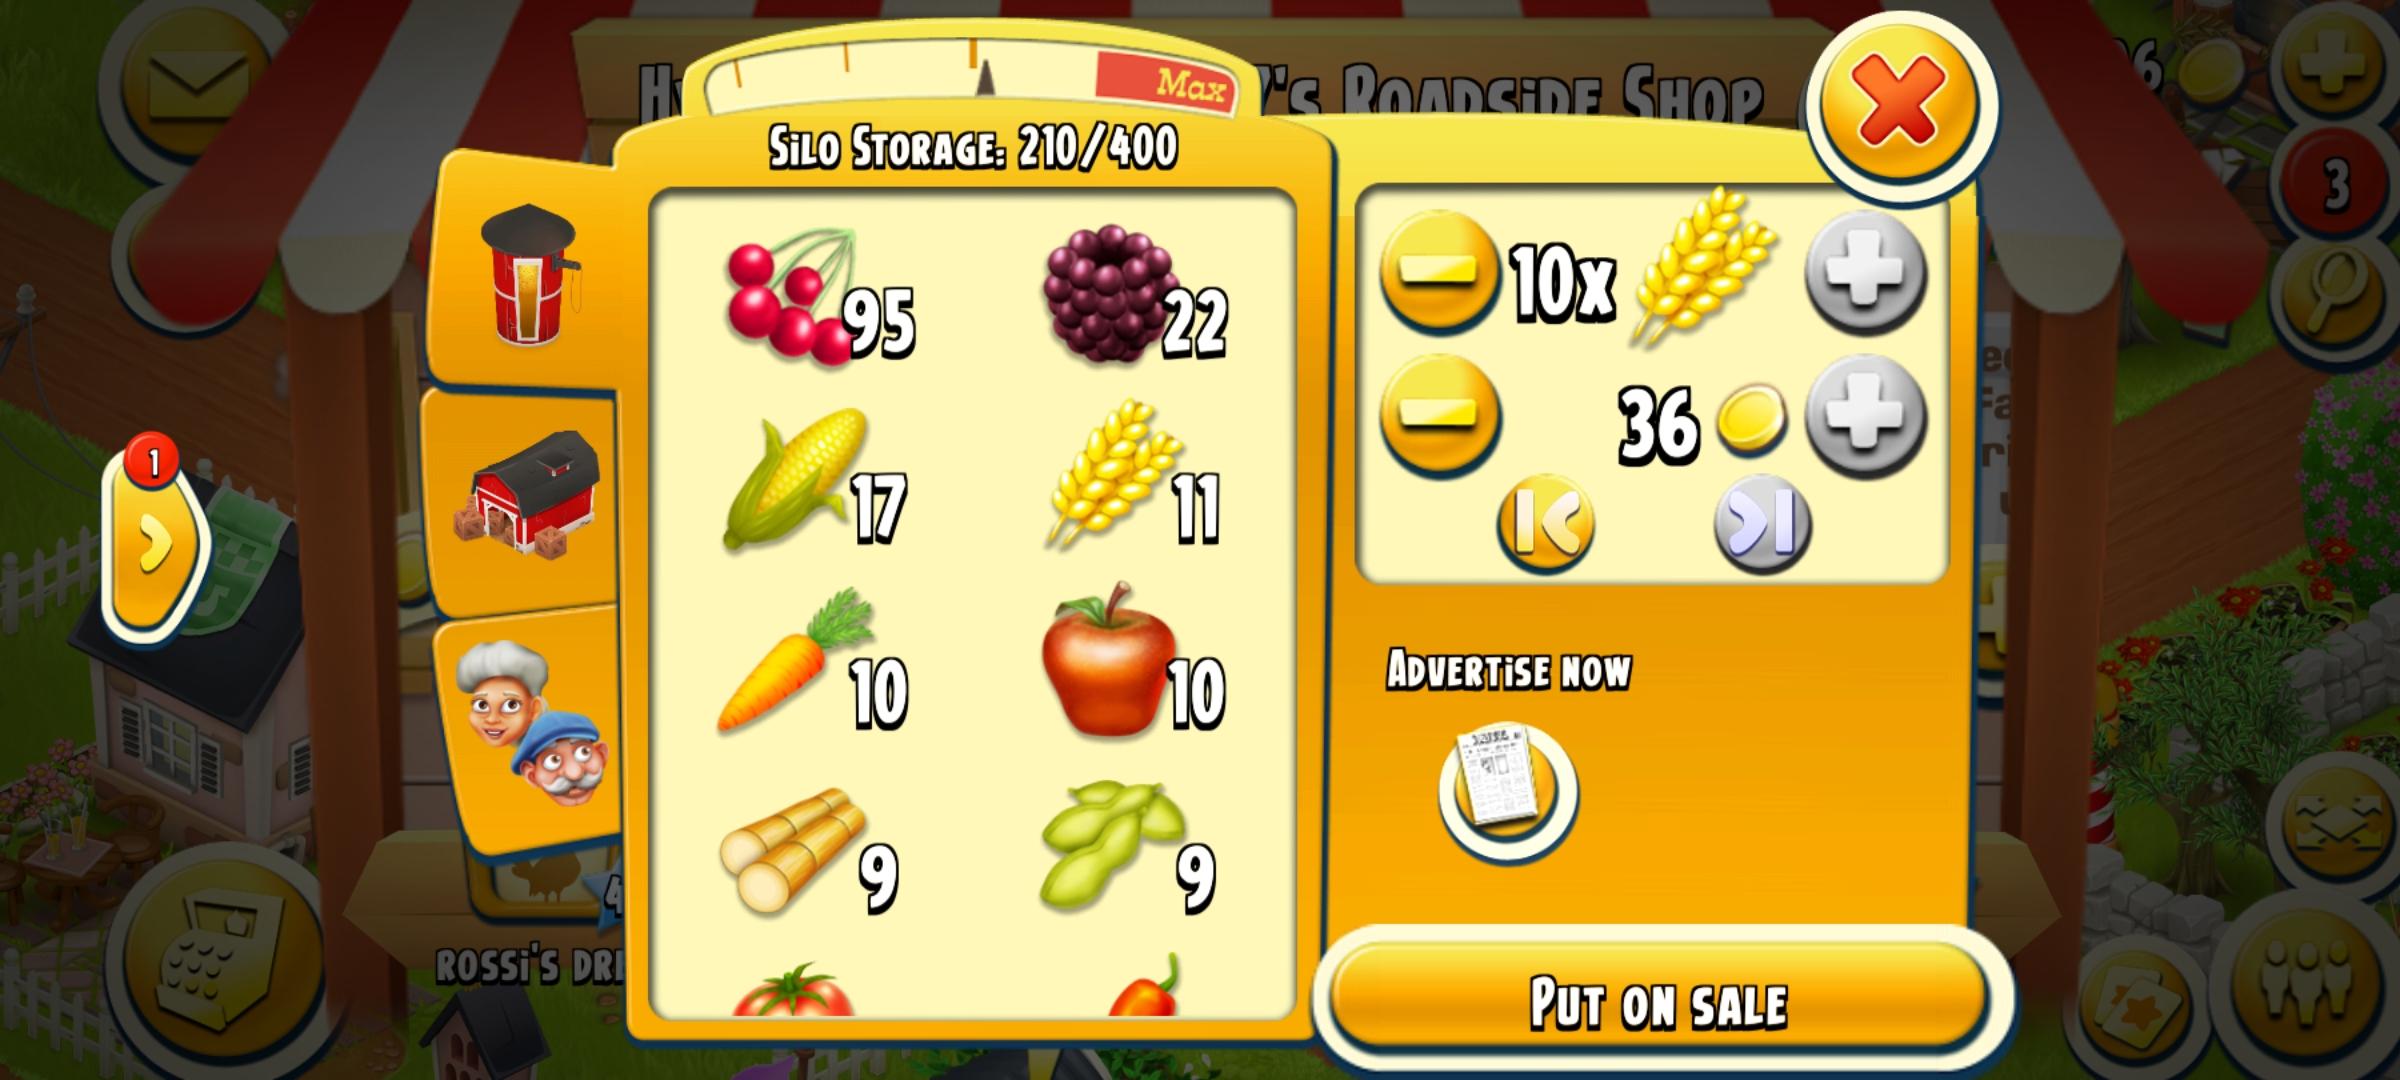 Max
's Roadside Shop
Silo Storage: 210/400
3
95
22
10x
17
11
36
1
10
10
Advertise now
9
9
Rossi's
Put on sale